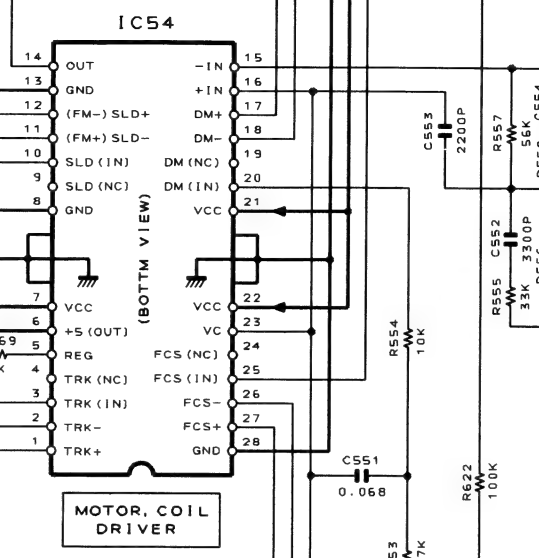 IC54
14 OUT
13 GND
12 (FM-) SLD+
11 (FM+) SLD-
10 SLD (IN)
9 SLD (NC)
8 GND
7 VCC
6 +5 (OUT)
5 REG
4 TRK (NC)
3 TRK (IN)
2 TRK-
1 TRK+
-IN 15
+IN 16
DM+ 17
DM- 18
DM (NC) 19
DM (IN) 20
VCC 21
VCC 22
VC 23
FCS (NC) 24
FCS (IN) 25
FCS- 26
FCS+ 27
GND 28
(BOTTM VIEW)
MOTOR, COIL
DRIVER
C553
2200P
R557
56K
C552
3300P
R555
33K
R554
10K
C551
0.068
R622
100K
69
K
53
7K